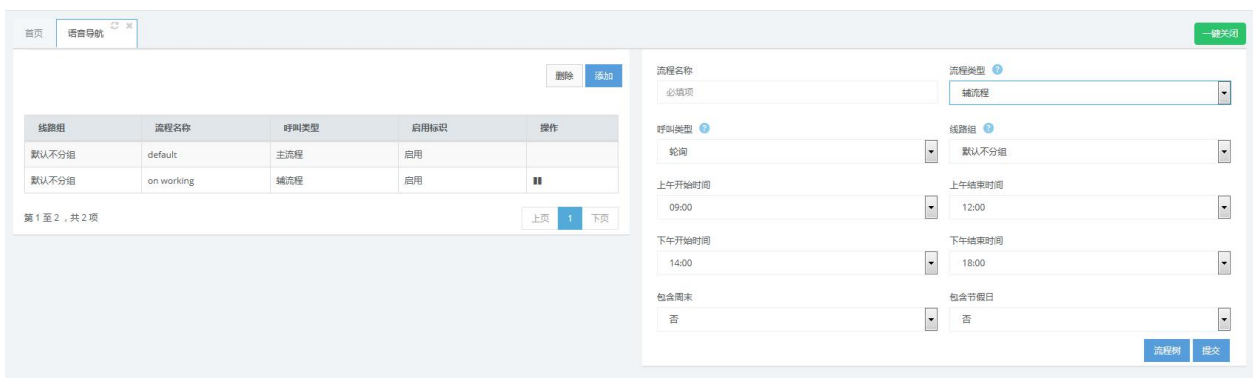 首页 语音导航 一键关闭
删除 添加
线路组 流程名称 呼叫类型 启用标识 操作
默认不分组 default 主流程 启用
默认不分组 on working 辅流程 启用
第 1 至 2 ，共 2 项 上页 1 下页
流程名称 流程类型 ?
必填项 辅流程
呼叫类型 ? 线路组 ?
轮询 默认不分组
上午开始时间 上午结束时间
09:00 12:00
下午开始时间 下午结束时间
14:00 18:00
包含周末 包含节假日
否 否
流程树 提交